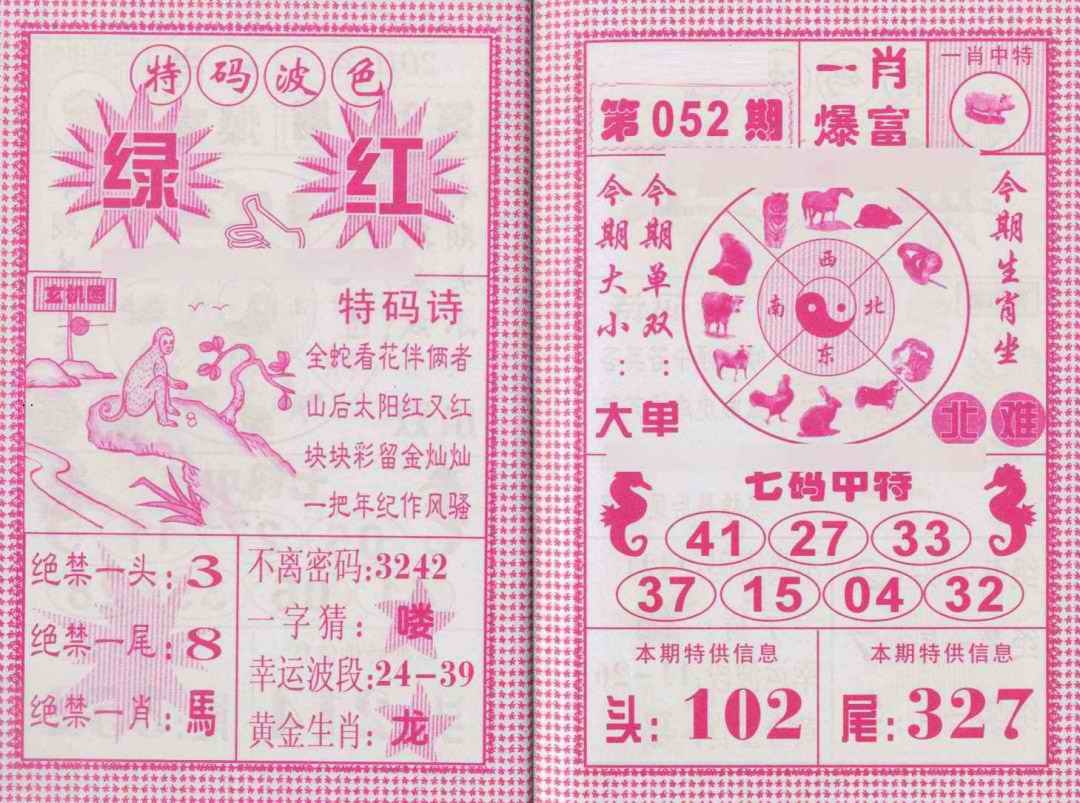 特码波色
绿 红
玄机图
特码诗
全蛇看花伴俩者
山后太阳红又红
块块彩留金灿灿
一把年纪作风骚
绝禁一头:3
绝禁一尾:8
绝禁一肖:馬
不离密码:3242
一字猜:喽
幸运波段:24-39
黄金生肖:龙
第052期
一肖
爆富
一肖中特
今期大小:大
今期单双:单
西
南 北
东
今期生肖坐
北 难
七码中特
41 27 33
37 15 04 32
本期特供信息
头:102
本期特供信息
尾:327